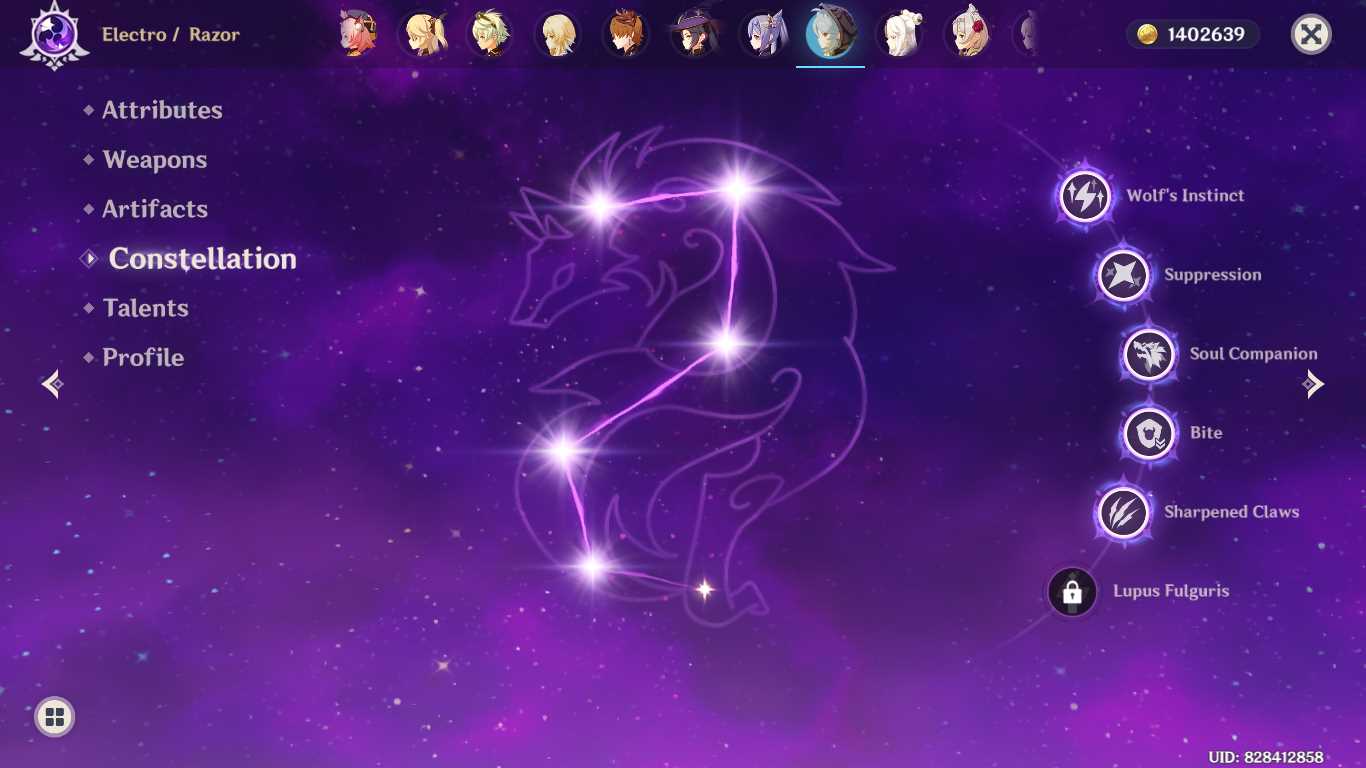 Electro / Razor
1402639
Attributes
Weapons
Artifacts
Constellation
Talents
Profile
Wolf's Instinct
Suppression
Soul Companion
Bite
Sharpened Claws
Lupus Fulguris
UID: 828412858